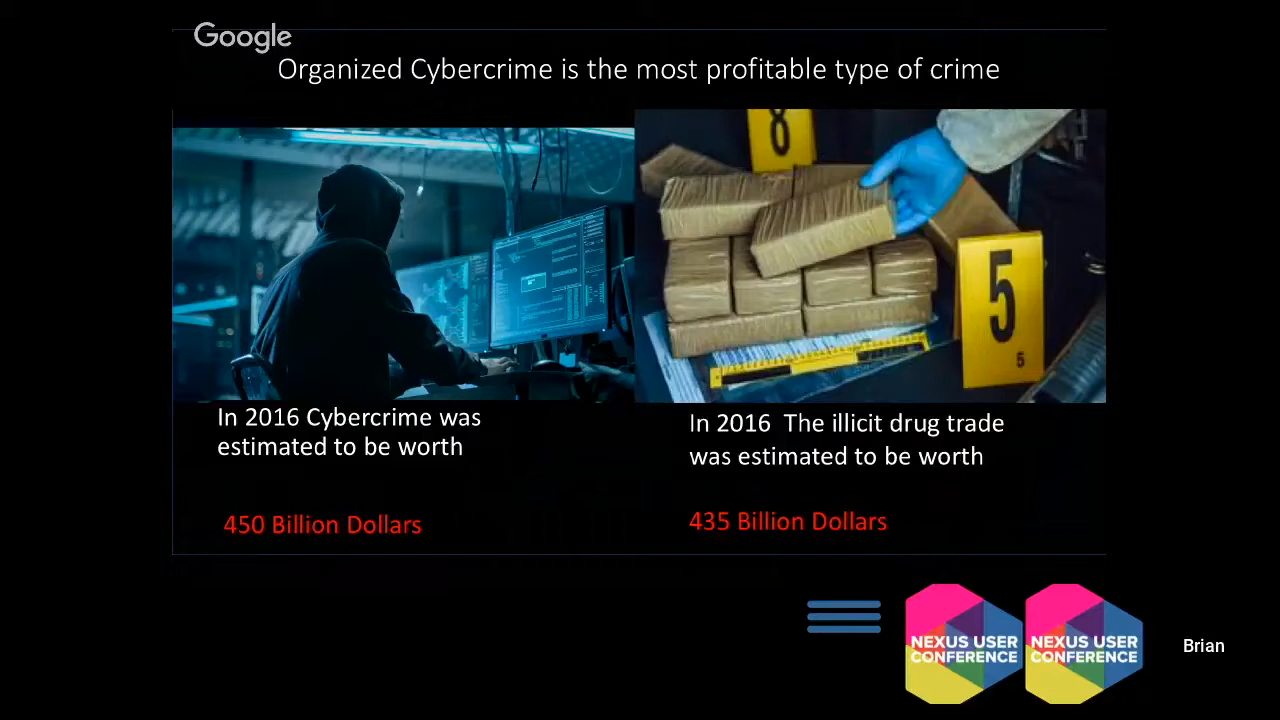 Google
Organized Cybercrime is the most profitable type of crime
8
5
5
In 2016 Cybercrime was
estimated to be worth
450 Billion Dollars
In 2016 The illicit drug trade
was estimated to be worth
435 Billion Dollars
NEXUS USER
CONFERENCE
NEXUS USER
CONFERENCE
Brian